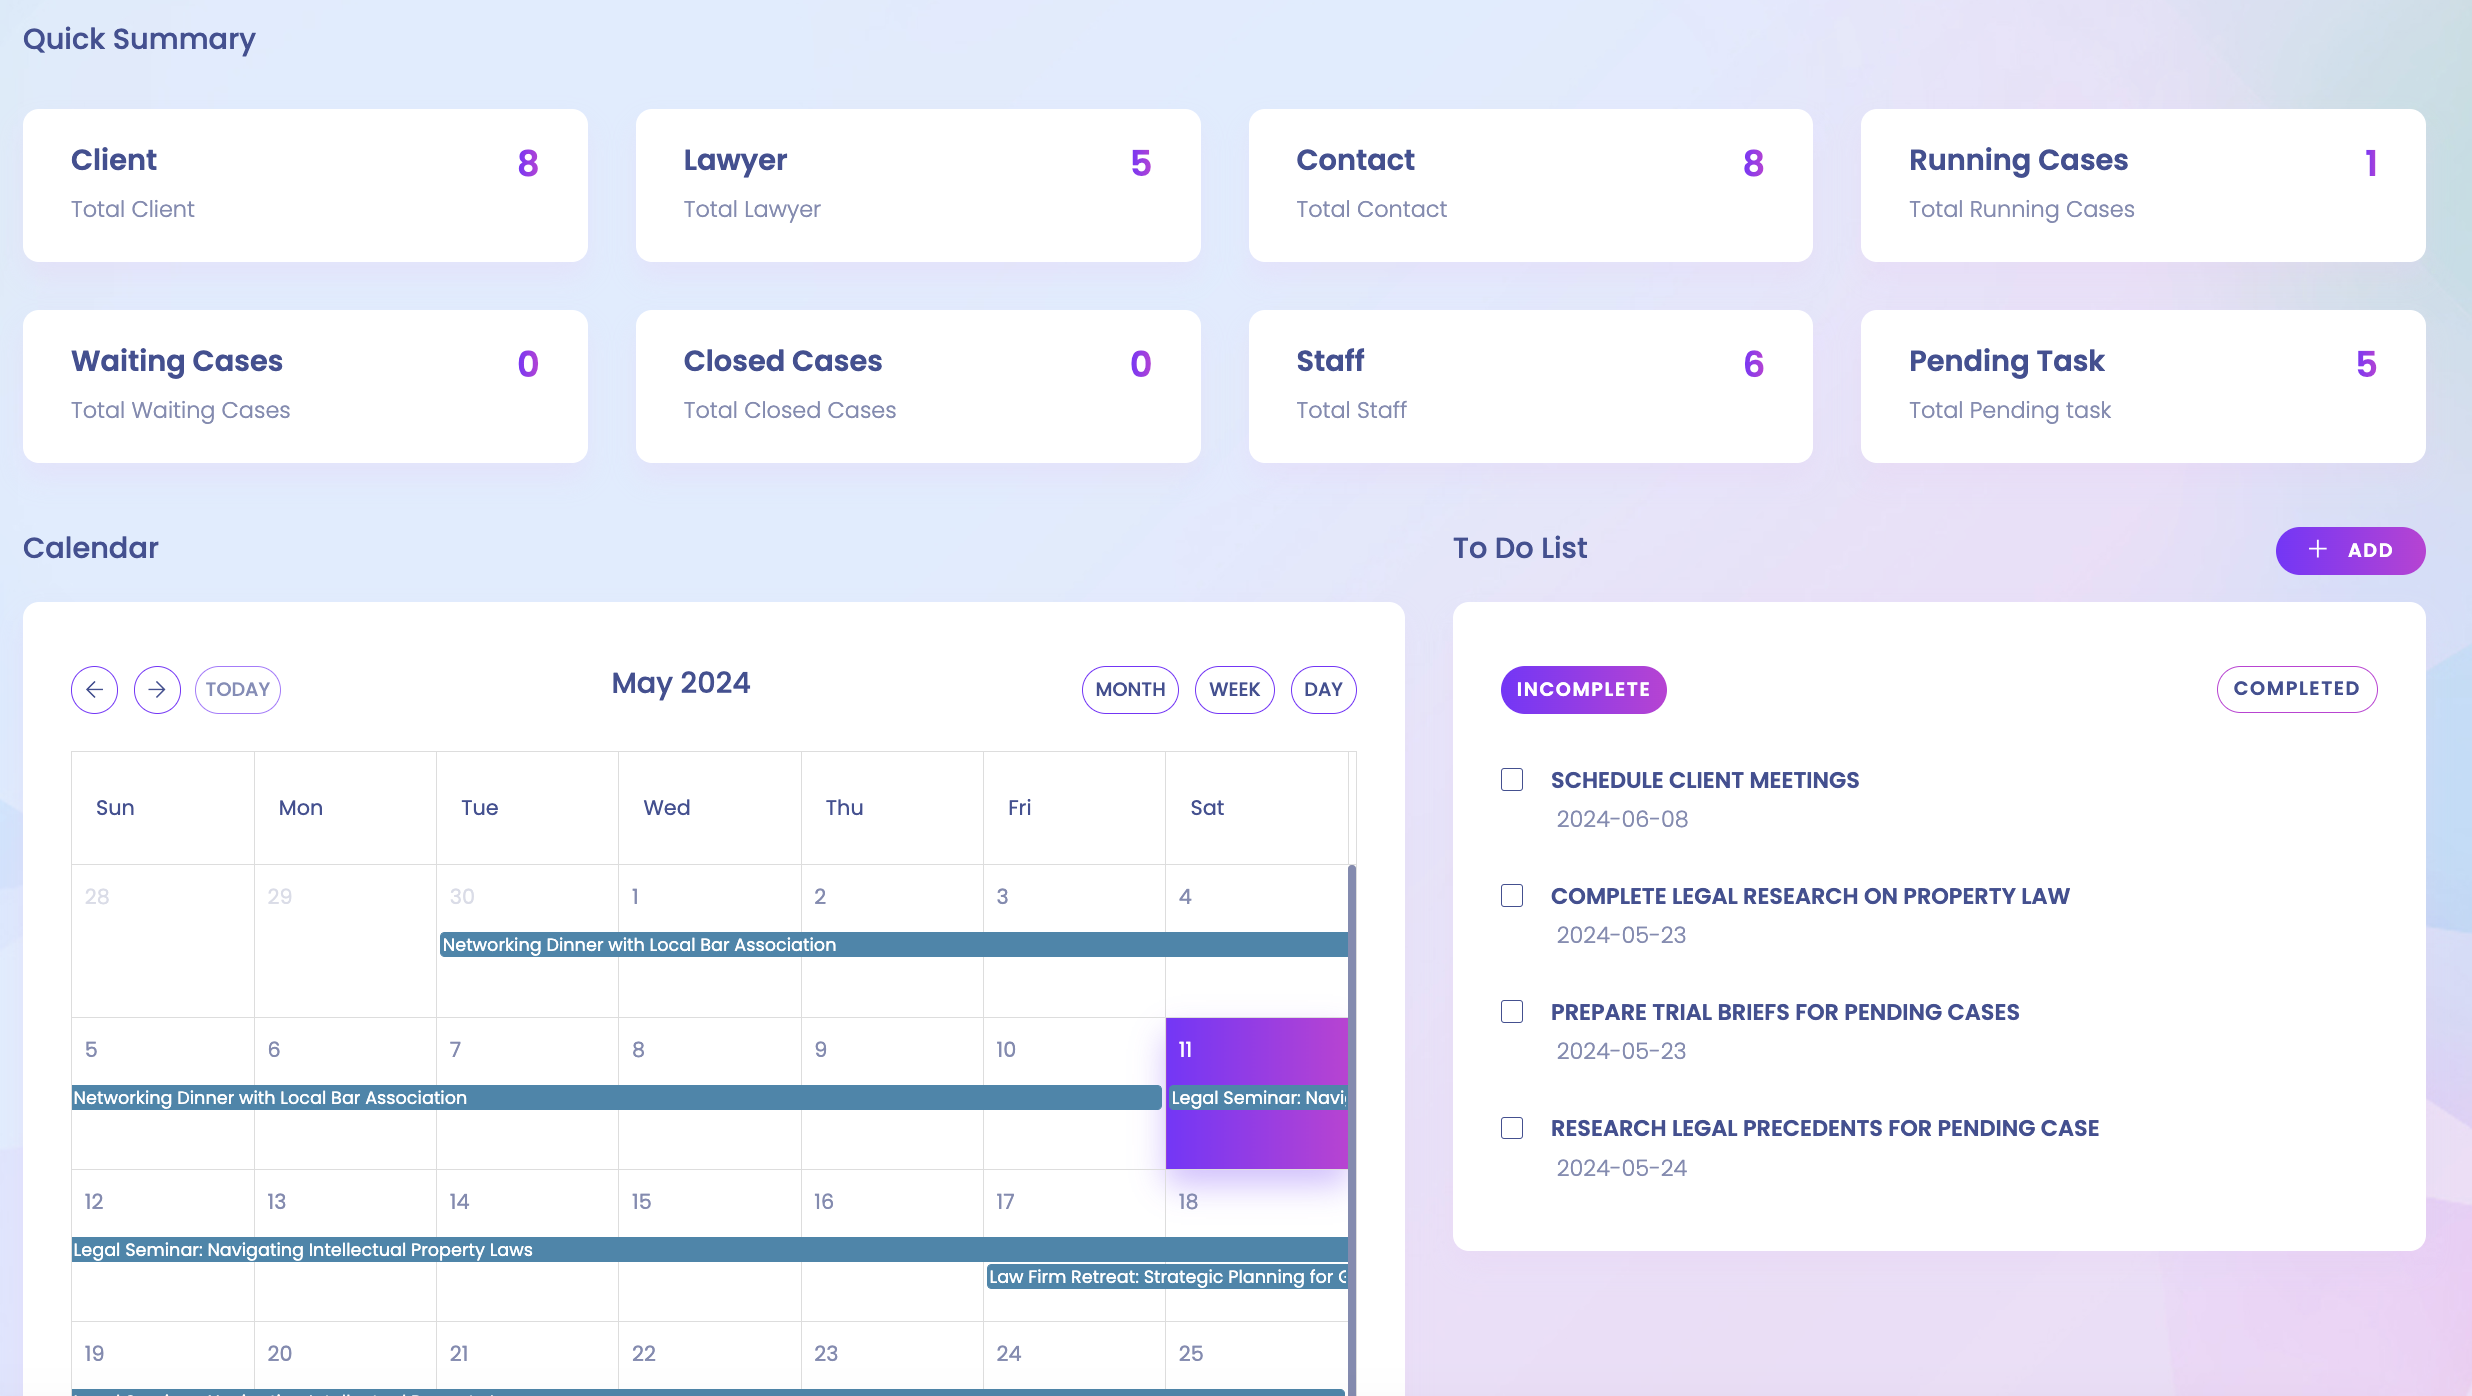 Quick Summary
Client 8
Total Client
Lawyer 5
Total Lawyer
Contact 8
Total Contact
Running Cases 1
Total Running Cases
Waiting Cases 0
Total Waiting Cases
Closed Cases 0
Total Closed Cases
Staff 6
Total Staff
Pending Task 5
Total Pending task
Calendar
TODAY May 2024 MONTH WEEK DAY
Sun Mon Tue Wed Thu Fri Sat
28 29 30 1 2 3 4
Networking Dinner with Local Bar Association
5 6 7 8 9 10 11
Networking Dinner with Local Bar Association Legal Seminar:
12 13 14 15 16 17 18
Legal Seminar: Navigating Intellectual Property Laws
Law Firm Retreat: Strategic Planning for
19 20 21 22 23 24 25
To Do List
+ ADD
INCOMPLETE COMPLETED
SCHEDULE CLIENT MEETINGS
2024-06-08
COMPLETE LEGAL RESEARCH ON PROPERTY LAW
2024-05-23
PREPARE TRIAL BRIEFS FOR PENDING CASES
2024-05-23
RESEARCH LEGAL PRECEDENTS FOR PENDING CASE
2024-05-24